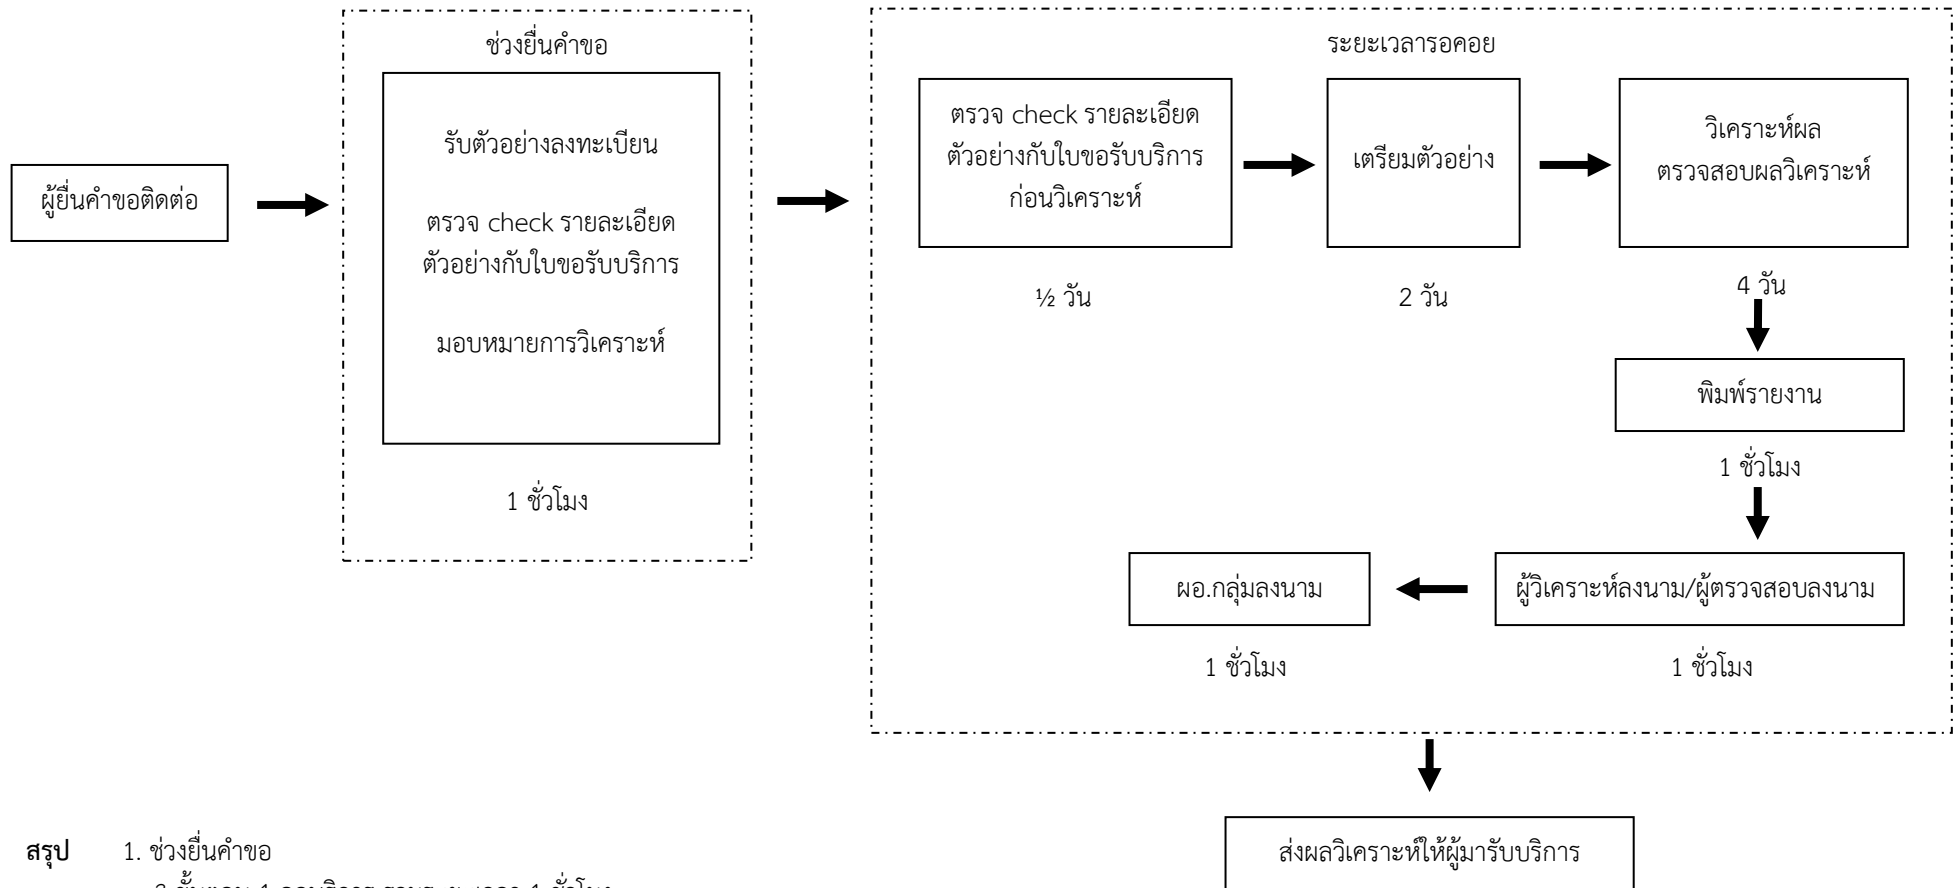 ผู้ยื่นคำขอติดต่อ
ช่วงยื่นคำขอ
รับตัวอย่างลงทะเบียน
ตรวจ check รายละเอียด
ตัวอย่างกับใบขอรับบริการ
มอบหมายการวิเคราะห์
1 ชั่วโมง
ระยะเวลารอคอย
ตรวจ check รายละเอียด
ตัวอย่างกับใบขอรับบริการ
ก่อนวิเคราะห์
½ วัน
เตรียมตัวอย่าง
2 วัน
วิเคราะห์ผล
ตรวจสอบผลวิเคราะห์
4 วัน
พิมพ์รายงาน
1 ชั่วโมง
ผู้วิเคราะห์ลงนาม/ผู้ตรวจสอบลงนาม
1 ชั่วโมง
ผอ.กลุ่มลงนาม
1 ชั่วโมง
ส่งผลวิเคราะห์ให้ผู้มารับบริการ
สรุป 1. ช่วงยื่นคำขอ